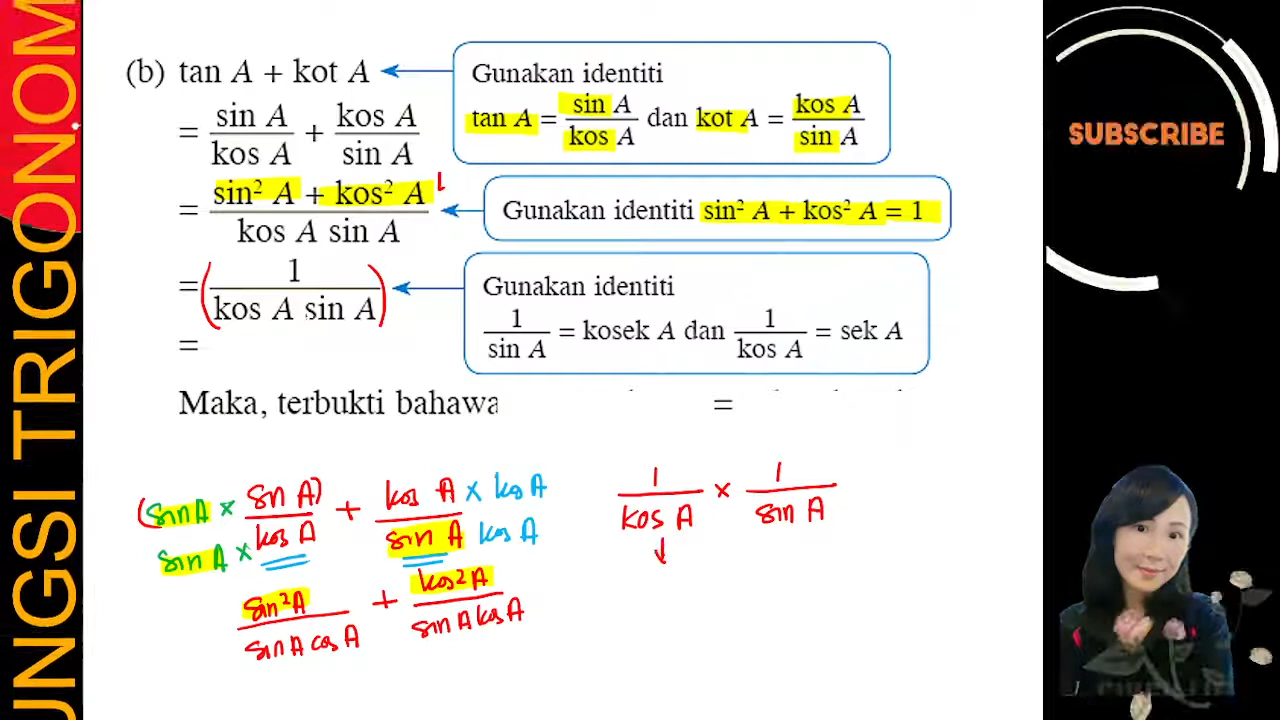 UNGSI TRIGONOM
(b) tan A + kot A
Gunakan identiti
tan A = sin A / kos A dan kot A = kos A / sin A
= sin A / kos A + kos A / sin A
= sin² A + kos² A / kos A sin A
1
Gunakan identiti sin² A + kos² A = 1
= ( 1 / kos A sin A )
Gunakan identiti
1 / sin A = kosek A dan 1 / kos A = sek A
=
Maka, terbukti bahawa =
(sin A × sin A) / sin A × kos A + kos A × kos A / sin A kos A
sin²A / sin A cos A + kos²A / sin A kos A
1 / kos A × 1 / sin A
↓
SUBSCRIBE